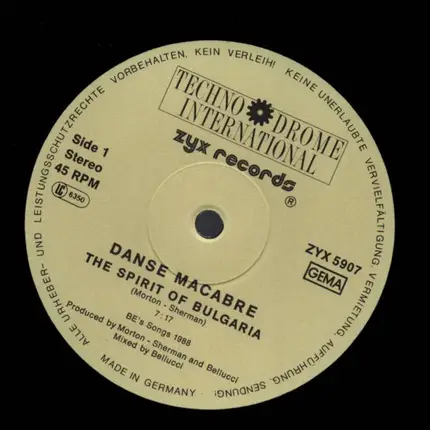 ALLE URHEBER- UND LEISTUNGSSCHUTZRECHTE VORBEHALTEN. KEIN VERLEIH! KEINE UNERLAUBTE VERVIELFÄLTIGUNG, VERMIETUNG, AUFFÜHRUNG, SENDUNG!
TECHNO DROME
INTERNATIONAL
zyx records
®
Side 1
Stereo
45 RPM
LC 6350
ZYX 5907
GEMA
DANSE MACABRE
THE SPIRIT OF BULGARIA
(Morton - Sherman)
7:17
BE's Songs 1988
Produced by Morton - Sherman and Bellucci
Mixed by Bellucci
MADE IN GERMANY ·